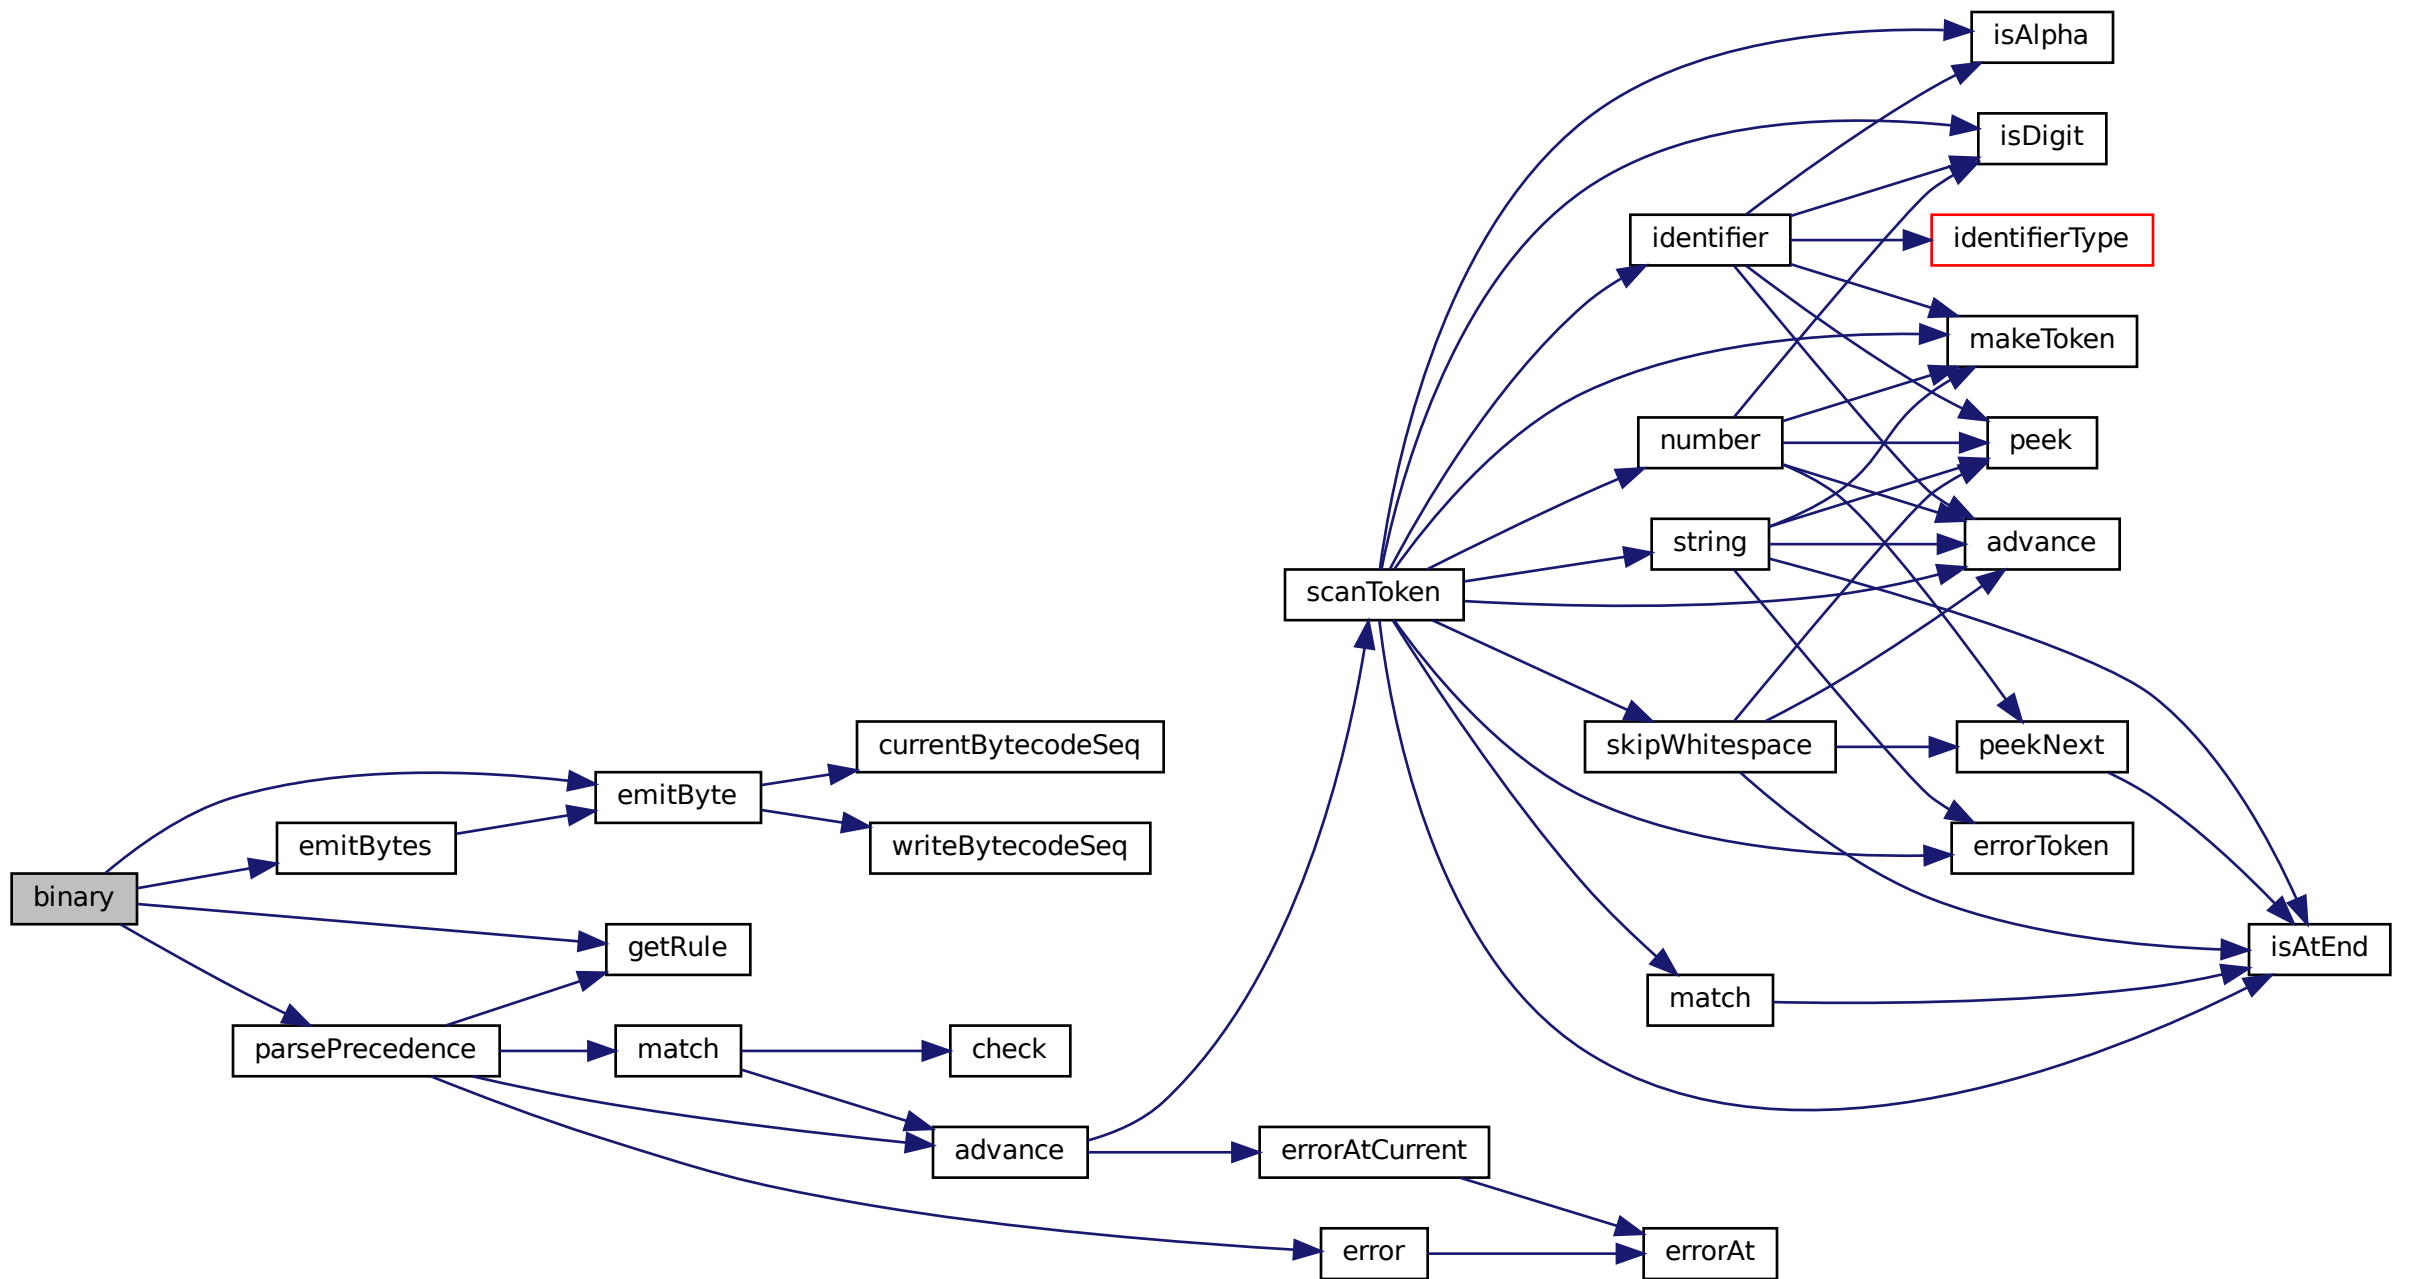 isAlpha
isDigit
identifier
identifierType
makeToken
number
peek
string
advance
scanToken
currentBytecodeSeq
skipWhitespace
peekNext
emitByte
emitBytes
writeBytecodeSeq
errorToken
binary
getRule
isAtEnd
match
parsePrecedence
match
check
advance
errorAtCurrent
error
errorAt